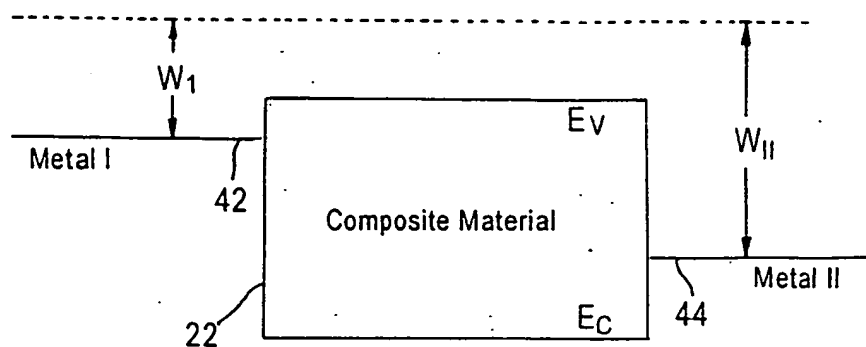 W1
EV
WII
Metal I
42
Composite Material
Metal II
22
EC
44